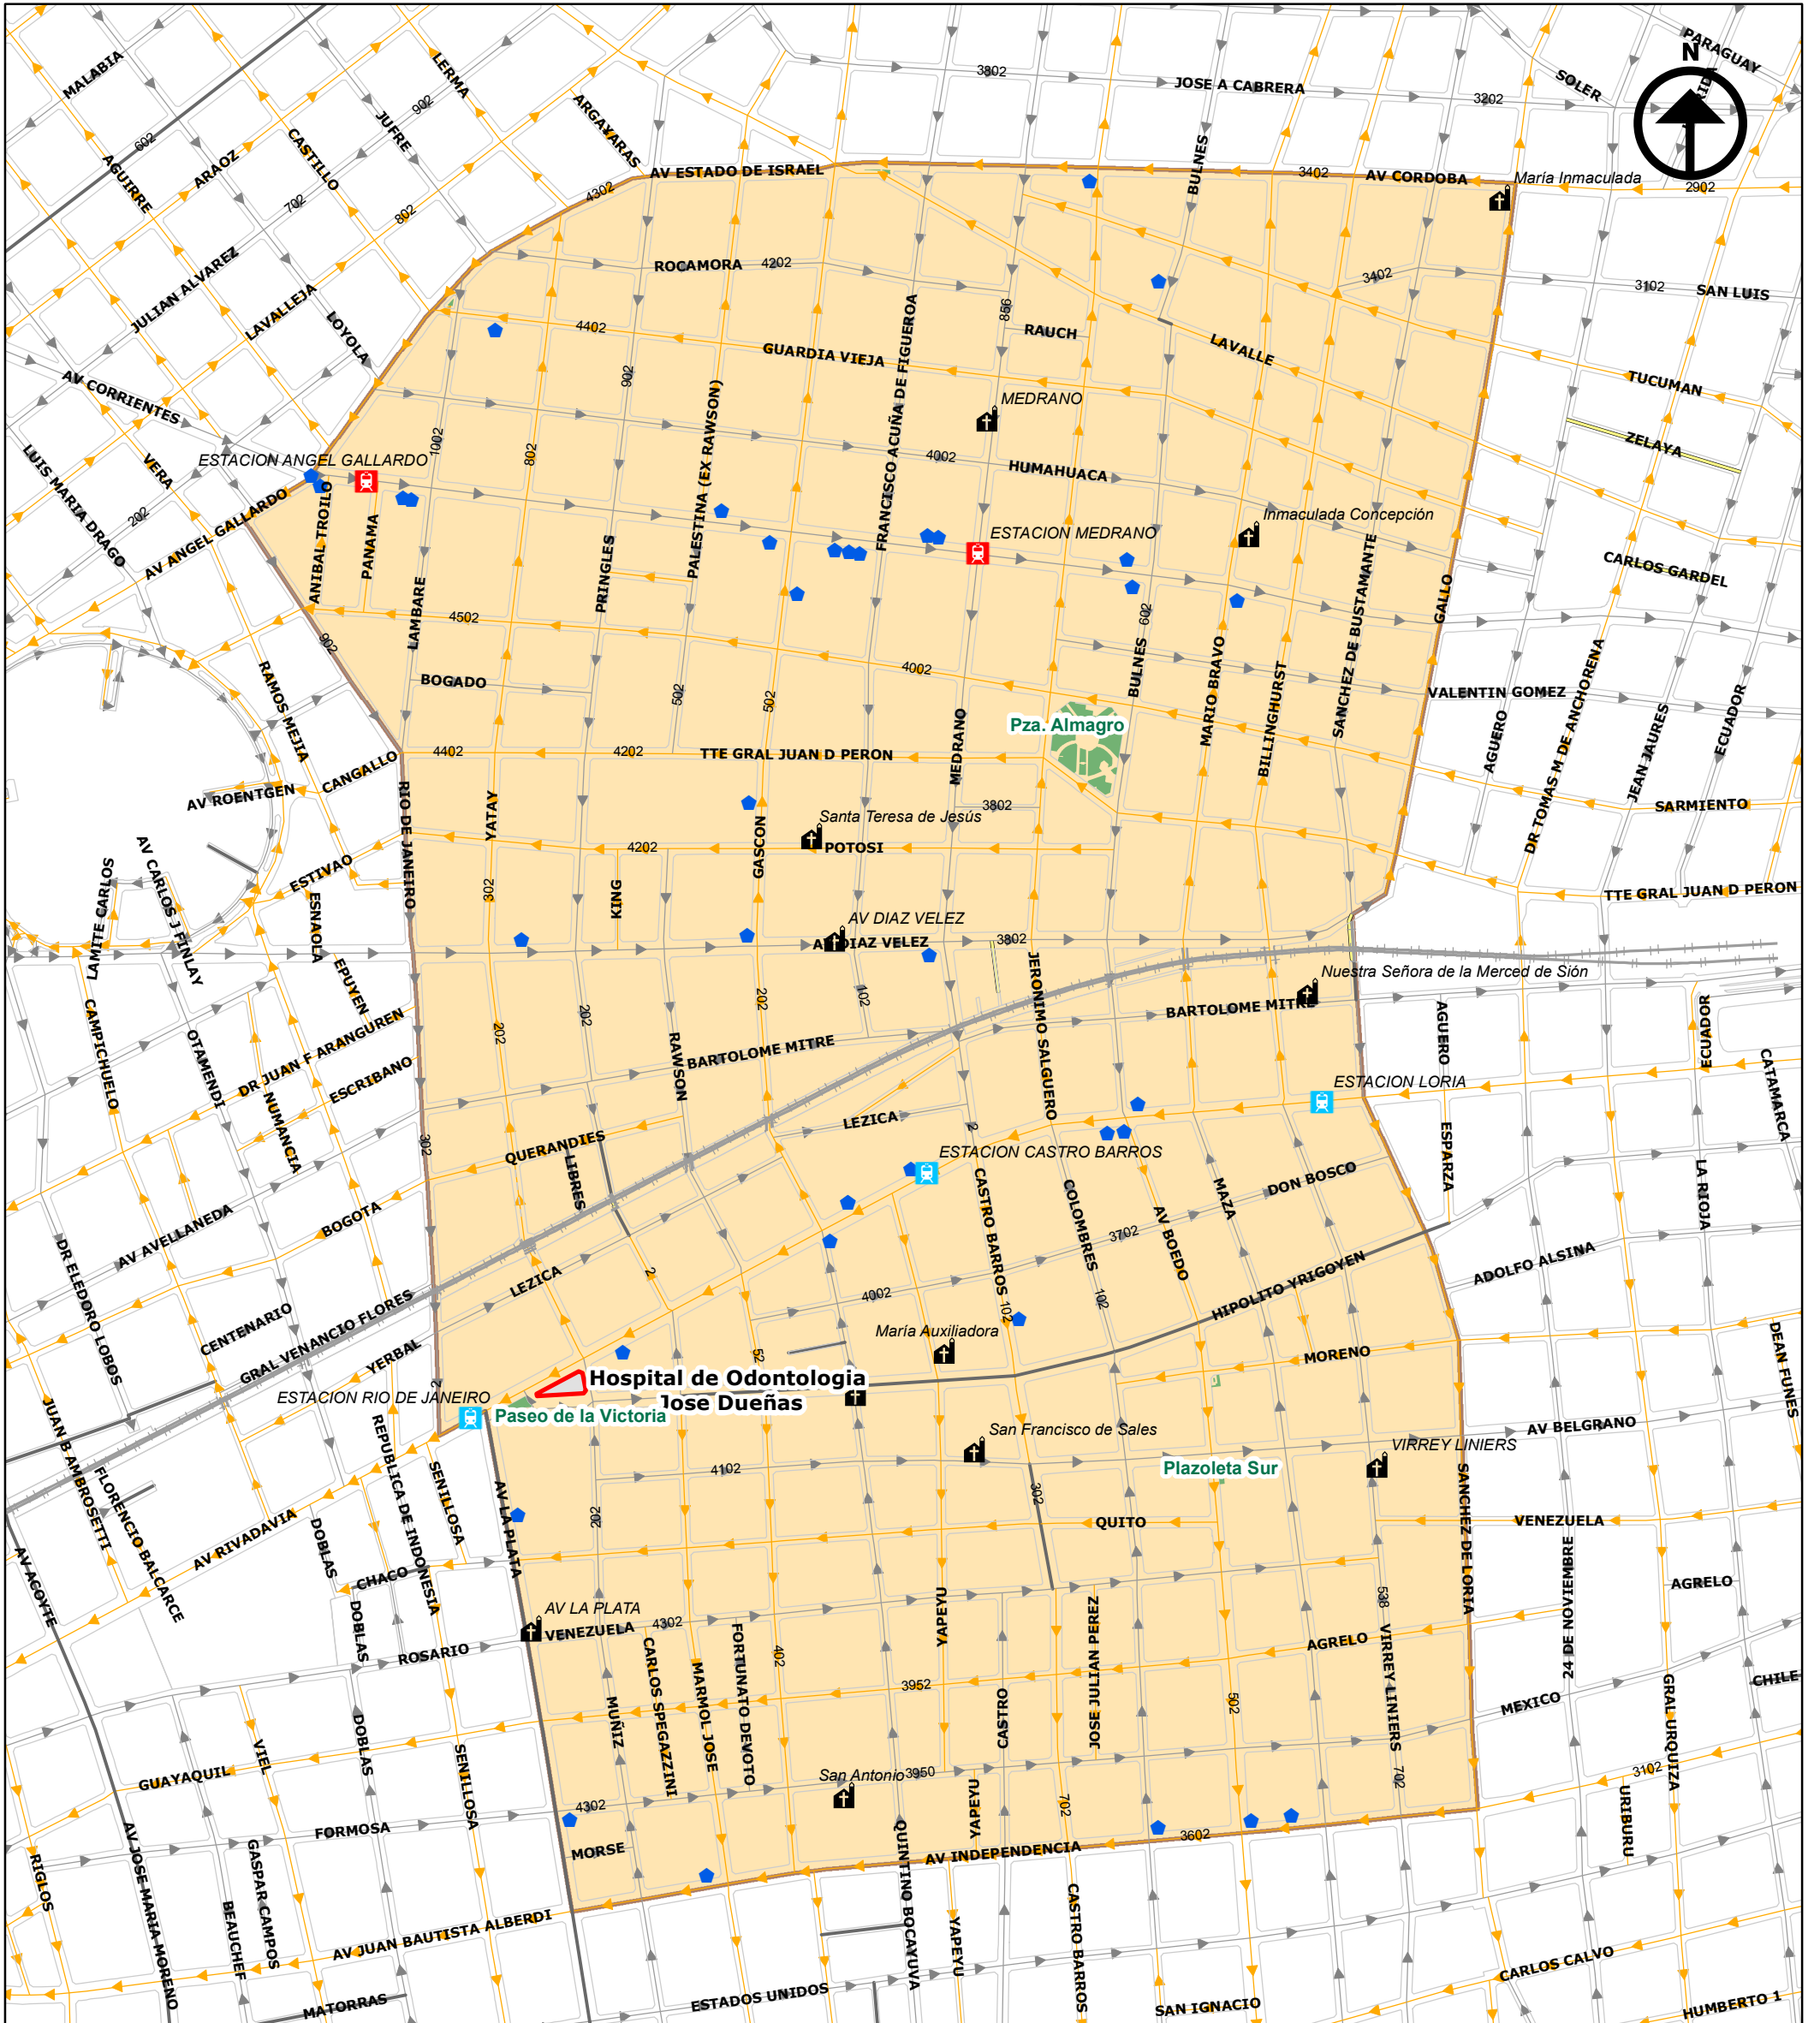 PARAGUAY
N
MALABIA
LERMA
3802
JOSE A CABRERA
SOLER
3202
902
JUFRE
ARGAÑARAS
602
CASTILLO
AGUIRRE
ARAOZ
AV ESTADO DE ISRAEL
BULNES
3402
AV CORDOBA
María Inmaculada
2902
4302
702
802
ROCAMORA
4202
3402
3102
SAN LUIS
JULIAN ALVAREZ
LAVALLEJA
LOYOLA
4402
856
RAUCH
GUARDIA VIEJA
LAVALLE
902
TUCUMAN
AV CORRIENTES
MEDRANO
PALESTINA (EX RAWSON)
FRANCISCO ACUÑA DE FIGUEROA
1002
802
ZELAYA
ESTACION ANGEL GALLARDO
4002
HUMAHUACA
LUIS MARIA DRAGO
VERA
202
AV ANGEL GALLARDO
ANIBAL TROILO
PANAMA
Inmaculada Concepción
ESTACION MEDRANO
PRINGLES
LAMBARE
SANCHEZ DE BUSTAMANTE
GALLO
CARLOS GARDEL
4502
902
602
RAMOS MEJIA
BOGADO
502
502
4002
BULNES
MARIO BRAVO
BILLINGHURST
VALENTIN GOMEZ
AGUERO
DR TOMAS M DE ANCHORENA
JEAN JAURES
ECUADOR
Pza. Almagro
4402
4202
TTE GRAL JUAN D PERON
MEDRANO
CANGALLO
AV ROENTGEN
RIO DE JANEIRO
YATAY
GASCON
3802
SARMIENTO
Santa Teresa de Jesús
4202
POTOSI
AV CARLOS J FINLAY
LAMITE CARLOS
ESTIVAO
ESNAOLA
302
KING
TTE GRAL JUAN D PERON
AV DIAZ VELEZ
AV DIAZ VELEZ
3802
JERONIMO SALGUERO
Nuestra Señora de la Merced de Sión
EPUYEN
CAMPICHUELO
OTAMENDI
202
202
202
102
BARTOLOME MITRE
BARTOLOME MITRE
RAWSON
AGUERO
ECUADOR
CATAMARCA
DR JUAN F ARANGUREN
ESCRIBANO
NUMANCIA
ESTACION LORIA
302
LEZICA
2
QUERANDIES
LIBRES
ESTACION CASTRO BARROS
ESPARZA
LA RIOJA
BOGOTA
AV AVELLANEDA
DR ELEODORO LOBOS
CASTRO BARROS
COLOMBRES
AV BOEDO
MAZA
DON BOSCO
3702
ADOLFO ALSINA
HIPOLITO YRIGOYEN
LEZICA
2
4002
102
102
102
CENTENARIO
GRAL VENANCIO FLORES
YERBAL
María Auxiliadora
52
52
MORENO
DEAN FUNES
Hospital de Odontologia
Jose Dueñas
2
ESTACION RIO DE JANEIRO
Paseo de la Victoria
JUAN B AMBROSETTI
FLORENCIO BALCARCE
REPUBLICA DE INDONESIA
SENILLOSA
AV LA PLATA
San Francisco de Sales
VIRREY LINIERS
AV BELGRANO
4102
Plazoleta Sur
302
202
AV RIVADAVIA
DOBLAS
QUITO
SANCHEZ DE LORIA
VENEZUELA
24 DE NOVIEMBRE
AV ACOYTE
CHACO
DOBLAS
AGRELO
538
AV LA PLATA
VENEZUELA
4302
YAPEYU
JOSE JULIAN PEREZ
AGRELO
ROSARIO
402
CARLOS SPEGAZZINI
MARMOL JOSE
FORTUNATO DEVOTO
VIRREY LINIERS
3952
502
MUÑIZ
CASTRO
MEXICO
CHILE
GRAL URQUIZA
DOBLAS
VIEL
SENILLOSA
GUAYAQUIL
San Antonio
3950
702
702
3102
URIBURU
4302
YAPEYU
FORMOSA
MORSE
AV JOSE MARIA MORENO
RIGLOS
GASPAR CAMPOS
BEAUCHEF
QUINTINO BOCAYUVA
AV INDEPENDENCIA
3602
AV JUAN BAUTISTA ALBERDI
YAPEYU
CASTRO BARROS
CARLOS CALVO
MATORRAS
ESTADOS UNIDOS
SAN IGNACIO
HUMBERTO 1